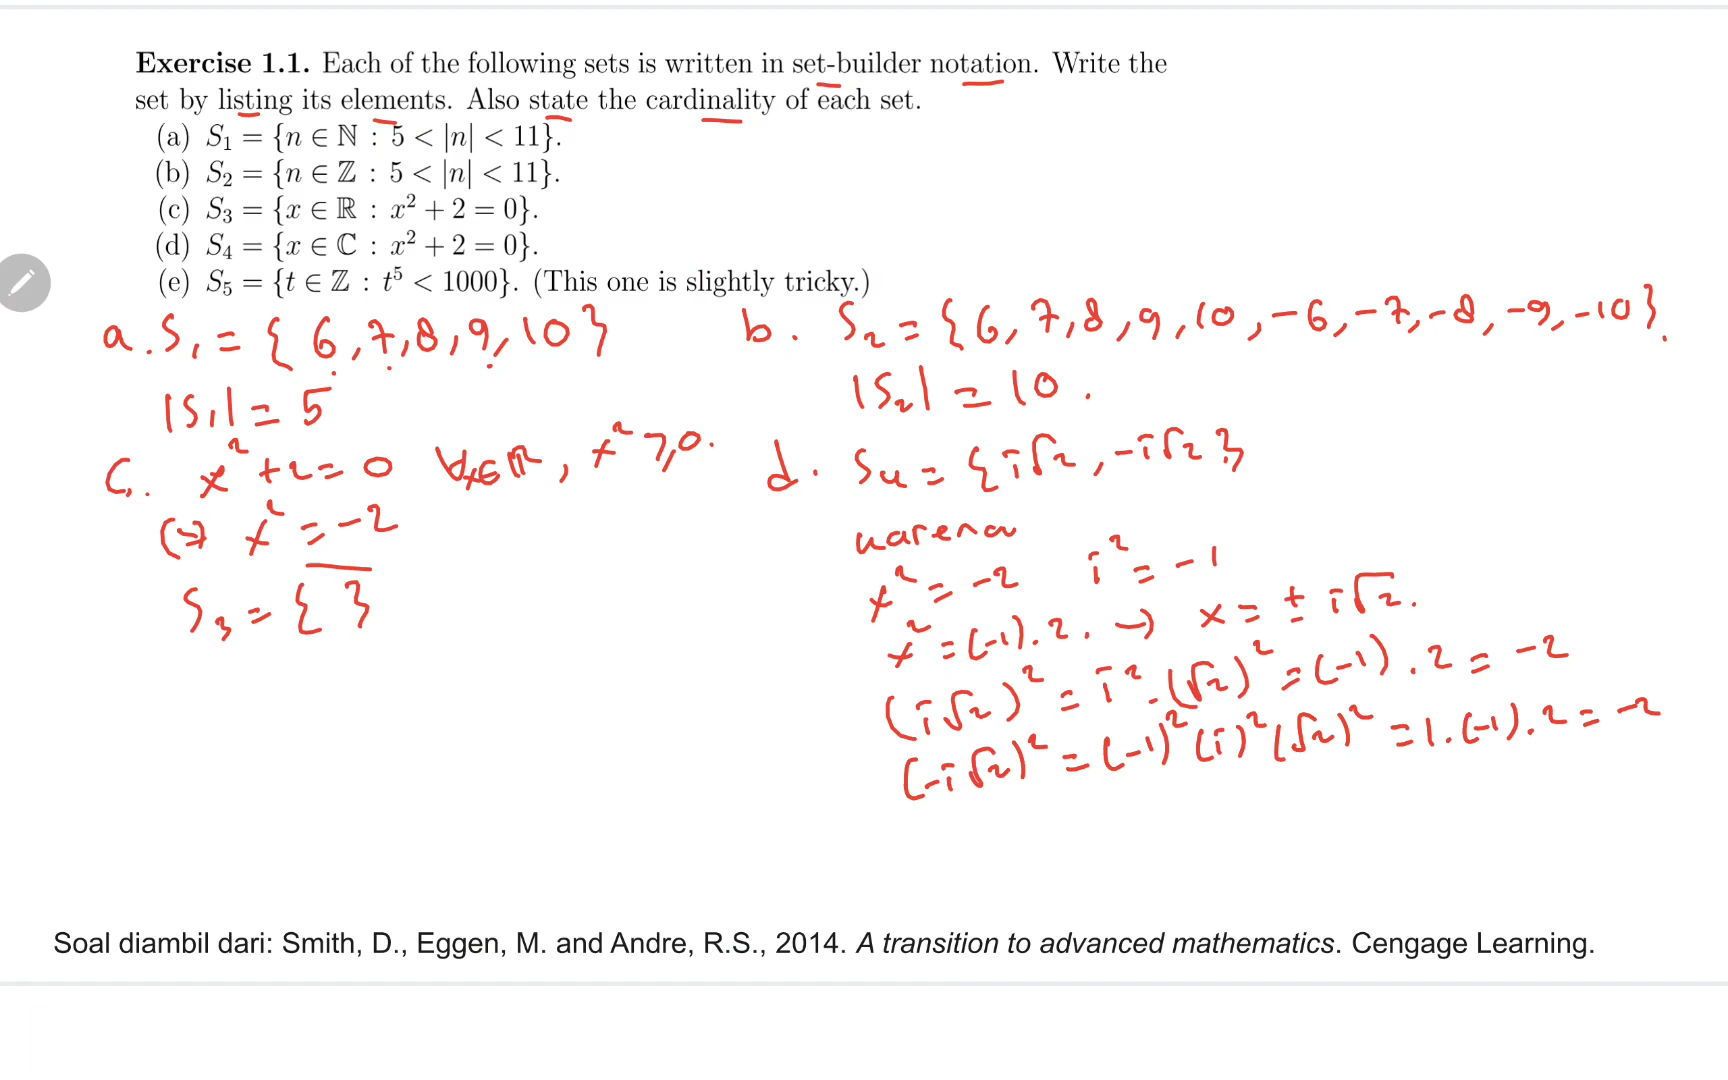 Exercise 1.1. Each of the following sets is written in set-builder notation. Write the
set by listing its elements. Also state the cardinality of each set.
(a) S₁ = {n ∈ ℕ : 5 < |n| < 11}.
(b) S₂ = {n ∈ ℤ : 5 < |n| < 11}.
(c) S₃ = {x ∈ ℝ : x² + 2 = 0}.
(d) S₄ = {x ∈ ℂ : x² + 2 = 0}.
(e) S₅ = {t ∈ ℤ : t⁵ < 1000}. (This one is slightly tricky.)
a. S₁ = {6, 7, 8, 9, 10}
|S₁| = 5
c. x² + 2 = 0 ∀x∈ℝ, x² ≥ 0.
⇔ x² = -2
S₃ = { }
b. S₂ = {6, 7, 8, 9, 10, -6, -7, -8, -9, -10}.
|S₂| = 10.
d. S₄ = {i√2, -i√2}
karena
x² = -2 i² = -1
x² = (-1).2. → x = ± i√2.
(i√2)² = i².(√2)² = (-1).2 = -2
(-i√2)² = (-1)²(i)²(√2)² = 1.(-1).2 = -2
Soal diambil dari: Smith, D., Eggen, M. and Andre, R.S., 2014. A transition to advanced mathematics. Cengage Learning.